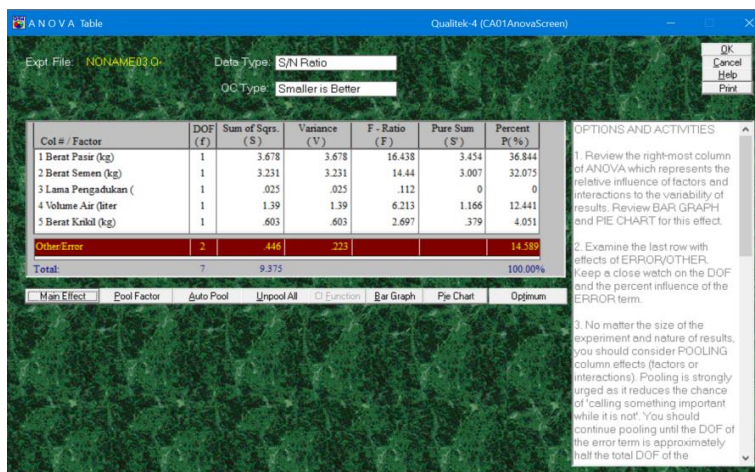 A N O V A Table
Qualitek-4 (CA01AnovaScreen)
Expt. File: NONAME03.Q-
Data Type: S/N Ratio
QC Type: Smaller is Better
OK
Cancel
Help
Print
Col # / Factor DOF (f) Sum of Sqrs. (S) Variance (V) F - Ratio (F) Pure Sum (S') Percent P(%)
1 Berat Pasir (kg) 1 3.678 3.678 16.438 3.454 36.844
2 Berat Semen (kg) 1 3.231 3.231 14.44 3.007 32.075
3 Lama Pengadukan ( 1 .025 .025 .112 0 0
4 Volume Air (liter 1 1.39 1.39 6.213 1.166 12.441
5 Berat Krikil (kg) 1 .603 .603 2.697 .379 4.051
Other/Error 2 .446 .223 14.589
Total: 7 9.375 100.00%
Main Effect Pool Factor Auto Pool Unpool All CI Function Bar Graph Pie Chart Optimum
OPTIONS AND ACTIVITIES
1. Review the right-most column
of ANOVA which represents the
relative influence of factors and
interactions to the variability of
results. Review BAR GRAPH
and PIE CHART for this effect.
2. Examine the last row with
effects of ERROR/OTHER.
Keep a close watch on the DOF
and the percent influence of the
ERROR term.
3. No matter the size of the
experiment and nature of results,
you should consider POOLING
column effects (factors or
interactions). Pooling is strongly
urged as it reduces the chance
of 'calling something important
while it is not'. You should
continue pooling until the DOF of
the error term is approximately
half the total DOF of the